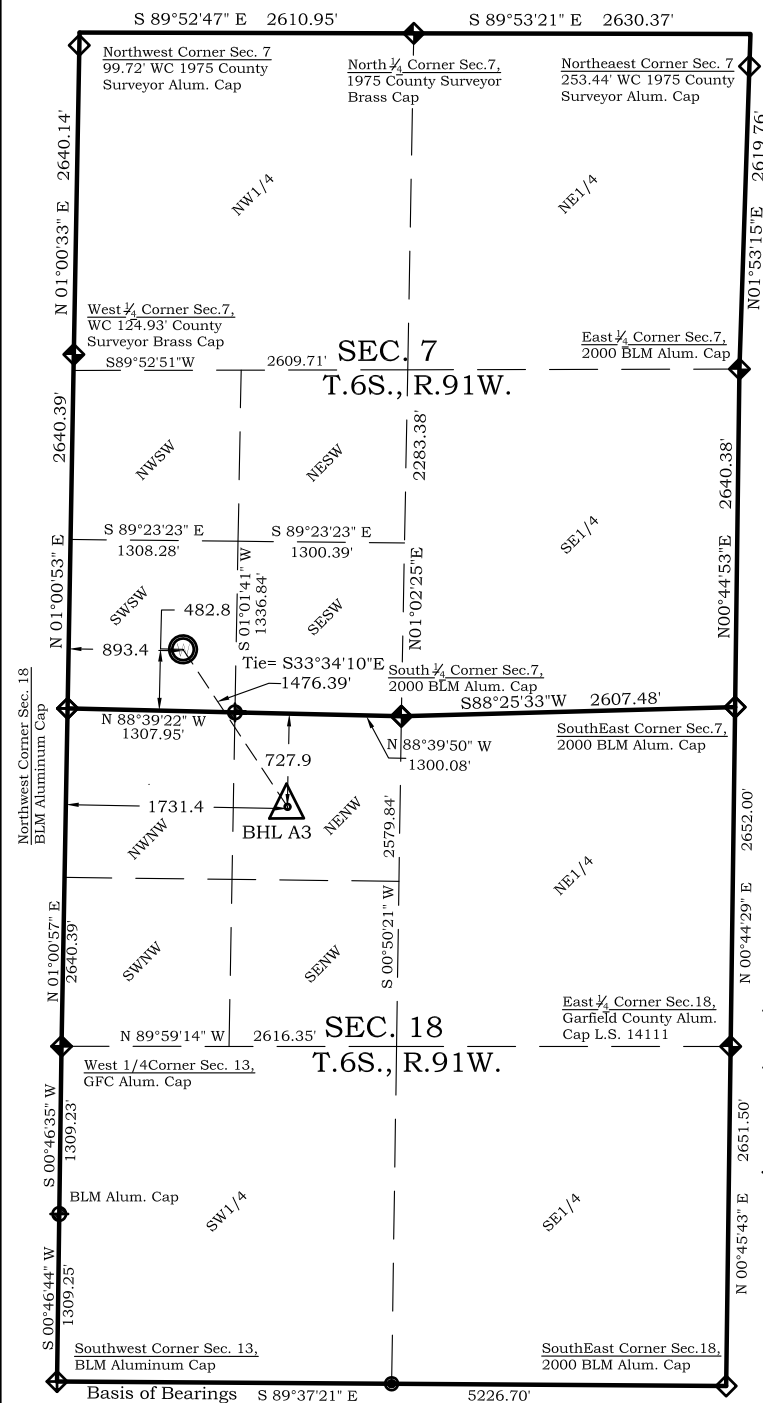 S 89°52'47" E 2610.95'
S 89°53'21" E 2630.37'
Northwest Corner Sec. 7
99.72' WC 1975 County
Surveyor Alum. Cap
North 1/4 Corner Sec.7,
1975 County Surveyor
Brass Cap
Northeaest Corner Sec. 7
253.44' WC 1975 County
Surveyor Alum. Cap
N 01°00'33" E 2640.14'
N01°53'15"E 2619.76'
NW1/4
NE1/4
West 1/4 Corner Sec.7,
WC 124.93' County
Surveyor Brass Cap
East 1/4 Corner Sec.7,
2000 BLM Alum. Cap
SEC. 7
T.6S., R.91W.
S89°52'51"W 2609.71'
N 01°00'53" E 2640.39'
NWSW
NESW
2283.38'
N01°02'25"E
SE1/4
N00°44'53"E 2640.38'
S 89°23'23" E
1308.28'
S 89°23'23" E
1300.39'
S 01°01'41" W
1336.84'
SWSW
SESW
482.8
893.4
Tie= S33°34'10"E
1476.39'
South 1/4 Corner Sec.7,
2000 BLM Alum. Cap
S88°25'33"W 2607.48'
SouthEast Corner Sec.7,
2000 BLM Alum. Cap
Northwest Corner Sec. 18
BLM Aluminum Cap
N 88°39'22" W
1307.95'
N 88°39'50" W
1300.08'
727.9
1731.4
BHL A3
NWNW
NENW
2579.84'
S 00°50'21" W
NE1/4
N 00°44'29" E 2652.00'
N 01°00'57" E
2640.39'
SWNW
SENW
East 1/4 Corner Sec.18,
Garfield County Alum.
Cap L.S. 14111
N 89°59'14" W 2616.35'
SEC. 18
T.6S., R.91W.
West 1/4Corner Sec. 13,
GFC Alum. Cap
S 00°46'35" W
1309.23'
BLM Alum. Cap
SW1/4
SE1/4
N 00°45'43" E 2651.50'
S 00°46'44" W
1309.25'
Southwest Corner Sec. 13,
BLM Aluminum Cap
SouthEast Corner Sec.18,
2000 BLM Alum. Cap
Basis of Bearings S 89°37'21" E 5226.70'